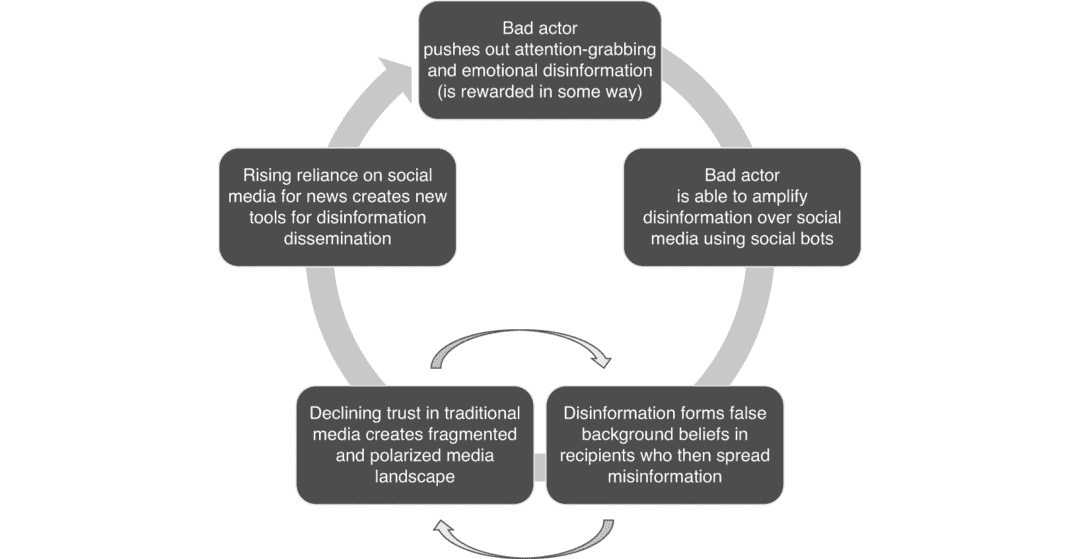 Bad actor
pushes out attention-grabbing
and emotional disinformation
(is rewarded in some way)
Bad actor
is able to amplify
disinformation over social
media using social bots
Disinformation forms false
background beliefs in
recipients who then spread
misinformation
Declining trust in traditional
media creates fragmented
and polarized media
landscape
Rising reliance on social
media for news creates new
tools for disinformation
dissemination